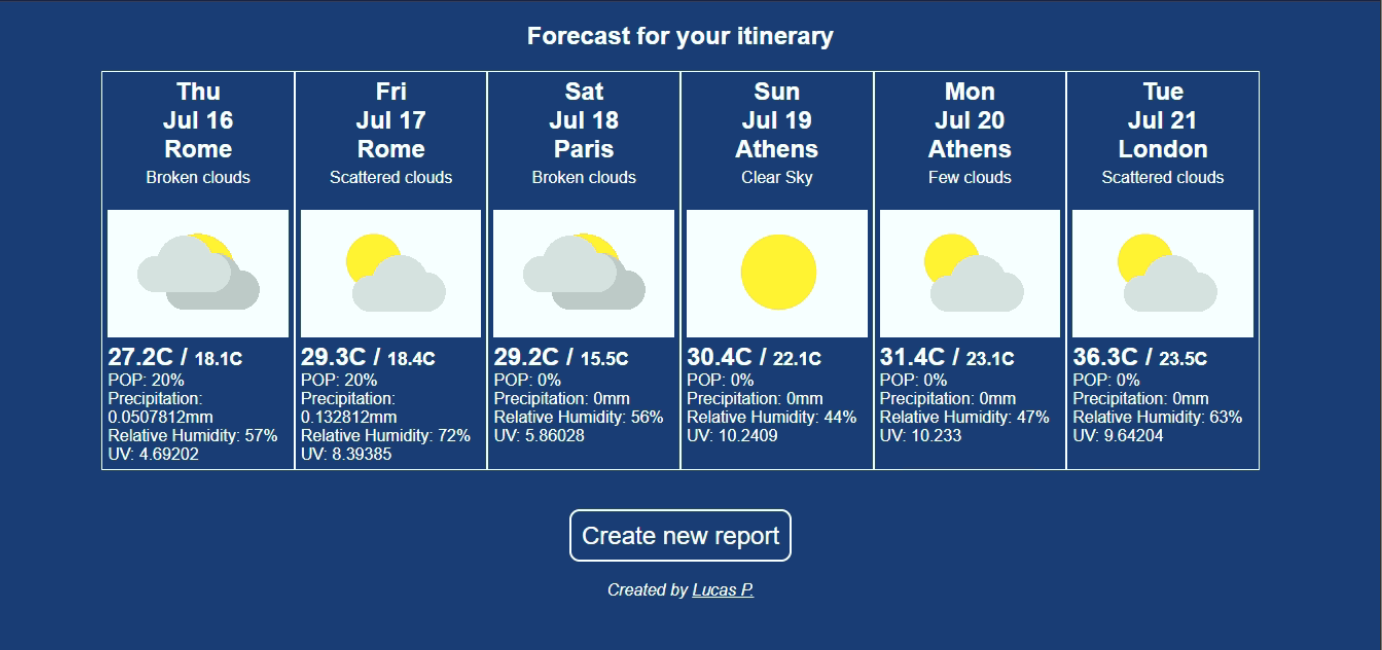 Forecast for your itinerary
Thu
Jul 16
Rome
Broken clouds
27.2C / 18.1C
POP: 20%
Precipitation:
0.0507812mm
Relative Humidity: 57%
UV: 4.69202
Fri
Jul 17
Rome
Scattered clouds
29.3C / 18.4C
POP: 20%
Precipitation:
0.132812mm
Relative Humidity: 72%
UV: 8.39385
Sat
Jul 18
Paris
Broken clouds
29.2C / 15.5C
POP: 0%
Precipitation: 0mm
Relative Humidity: 56%
UV: 5.86028
Sun
Jul 19
Athens
Clear Sky
30.4C / 22.1C
POP: 0%
Precipitation: 0mm
Relative Humidity: 44%
UV: 10.2409
Mon
Jul 20
Athens
Few clouds
31.4C / 23.1C
POP: 0%
Precipitation: 0mm
Relative Humidity: 47%
UV: 10.233
Tue
Jul 21
London
Scattered clouds
36.3C / 23.5C
POP: 0%
Precipitation: 0mm
Relative Humidity: 63%
UV: 9.64204
Create new report
Created by Lucas P.